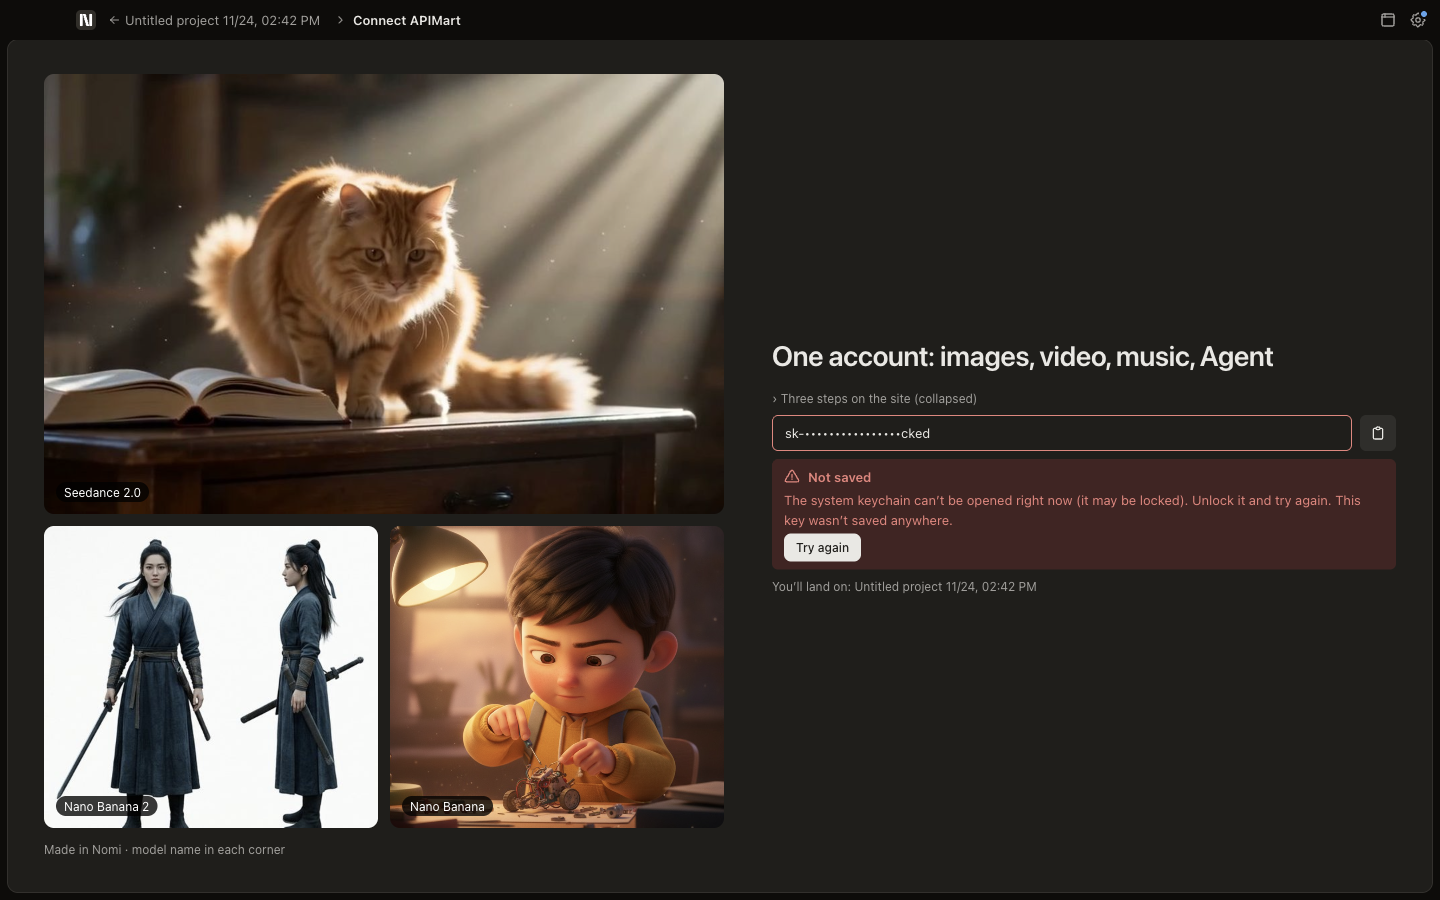 Untitled project 11/24, 02:42 PM
Connect APIMart
Seedance 2.0
Nano Banana 2
Nano Banana
Made in Nomi · model name in each corner
One account: images, video, music, Agent
Three steps on the site (collapsed)
sk-••••••••••••••••cked
Not saved
The system keychain can’t be opened right now (it may be locked). Unlock it and try again. This
key wasn’t saved anywhere.
Try again
You’ll land on: Untitled project 11/24, 02:42 PM